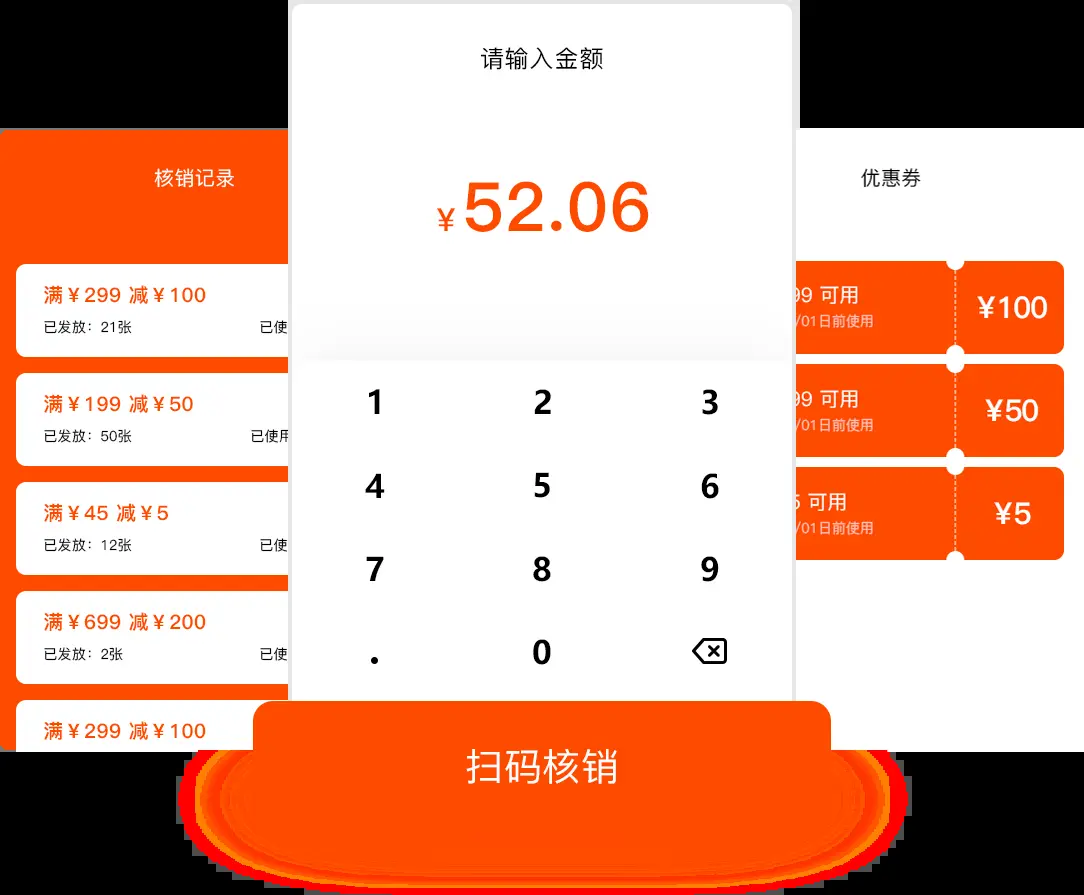 请输入金额
¥52.06
核销记录
满¥299 减¥100
已发放：21张
已使
满¥199 减¥50
已发放：50张
已使用
满¥45 减¥5
已发放：12张
已使
满¥699 减¥200
已发放：2张
已使
满¥299 减¥100
1 2 3
4 5 6
7 8 9
. 0
优惠券
99 可用
/01日前使用
¥100
99 可用
/01日前使用
¥50
5 可用
/01日前使用
¥5
扫码核销